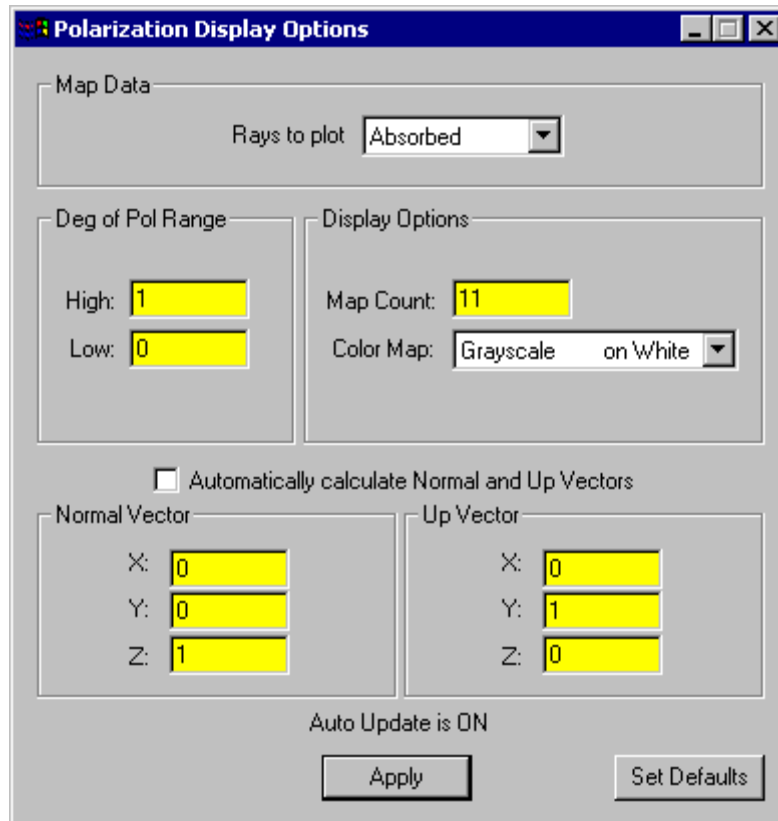 Polarization Display Options
Map Data
Rays to plot Absorbed
Deg of Pol Range
High: 1
Low: 0
Display Options
Map Count: 11
Color Map: Grayscale on White
Automatically calculate Normal and Up Vectors
Normal Vector
X: 0
Y: 0
Z: 1
Up Vector
X: 0
Y: 1
Z: 0
Auto Update is ON
Apply
Set Defaults